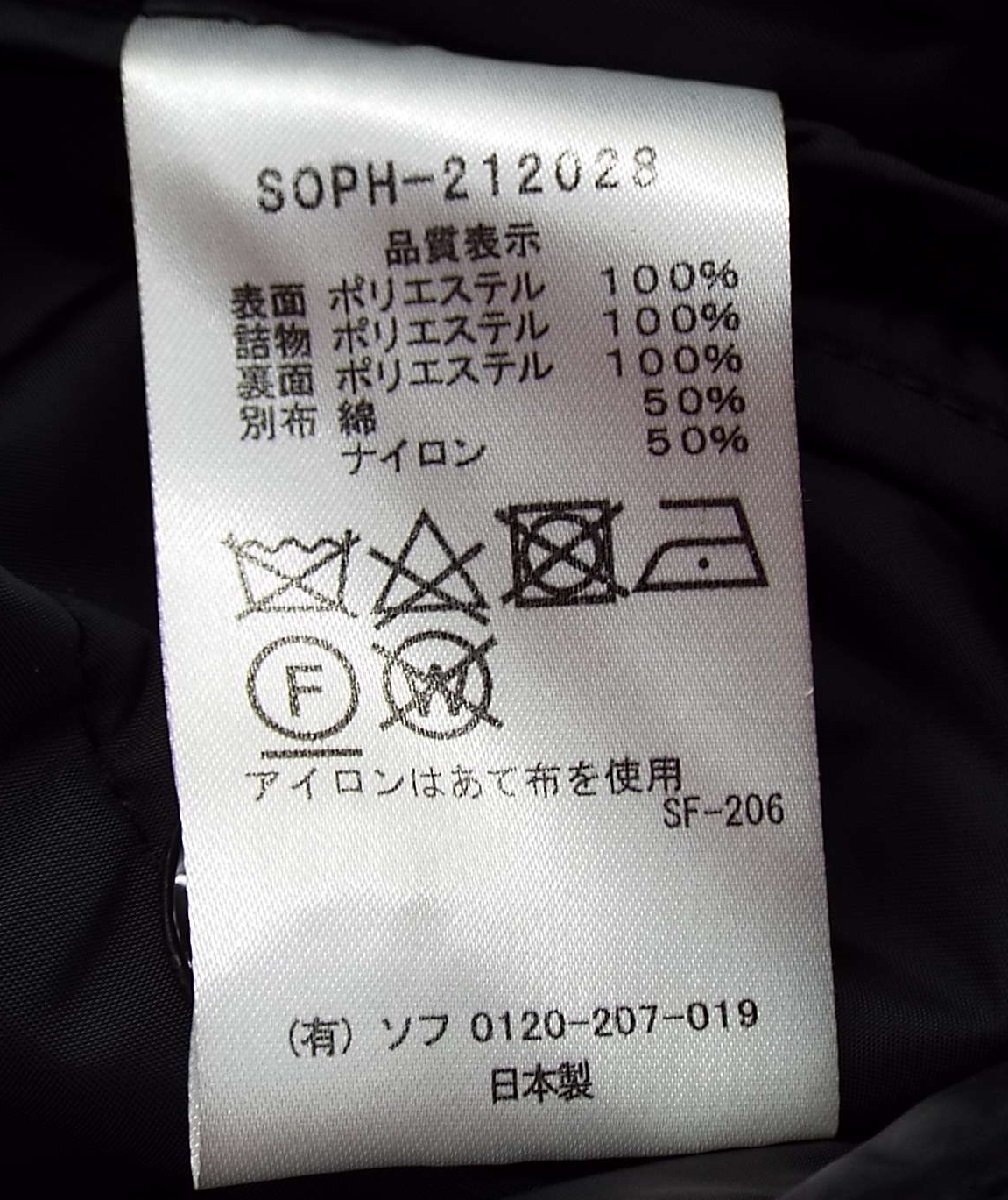 SOPH-212028
品質表示
表面 ポリエステル 100%
詰物 ポリエステル 100%
裏面 ポリエステル 100%
別布 綿 50%
ナイロン 50%
F W
アイロンはあて布を使用
SF-206
(有) ソフ 0120-207-019
日本製